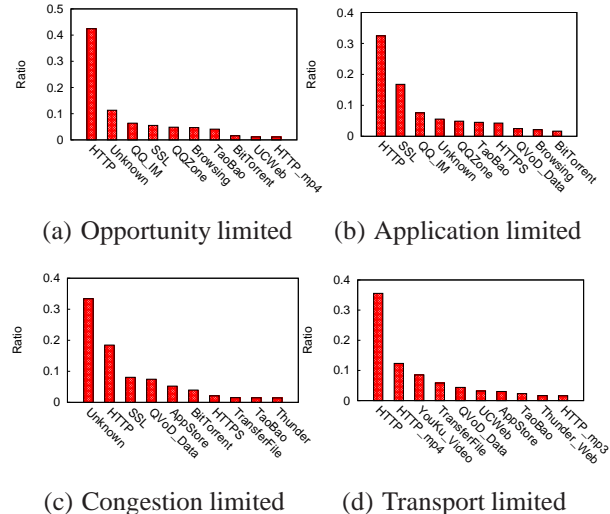 0.5
0.4
0.3
0.2
0.1
0
Ratio
HTTP
Unknown
QQ_IM
SSL
QQZone
Browsing
TaoBao
BitTorrent
UCWeb
HTTP_mp4
(a) Opportunity limited
0.4
0.3
0.2
0.1
0
Ratio
HTTP
SSL
QQ_IM
Unknown
QQZone
TaoBao
HTTPS
QVoD_Data
Browsing
BitTorrent
(b) Application limited
0.4
0.3
0.2
0.1
0
Ratio
Unknown
HTTP
SSL
QVoD_Data
AppStore
BitTorrent
HTTPS
TransferFile
TaoBao
Thunder
(c) Congestion limited
0.4
0.3
0.2
0.1
0
Ratio
HTTP
HTTP_mp4
YouKu_Video
TransferFile
QVoD_Data
UCWeb
AppStore
TaoBao
Thunder_Web
HTTP_mp3
(d) Transport limited